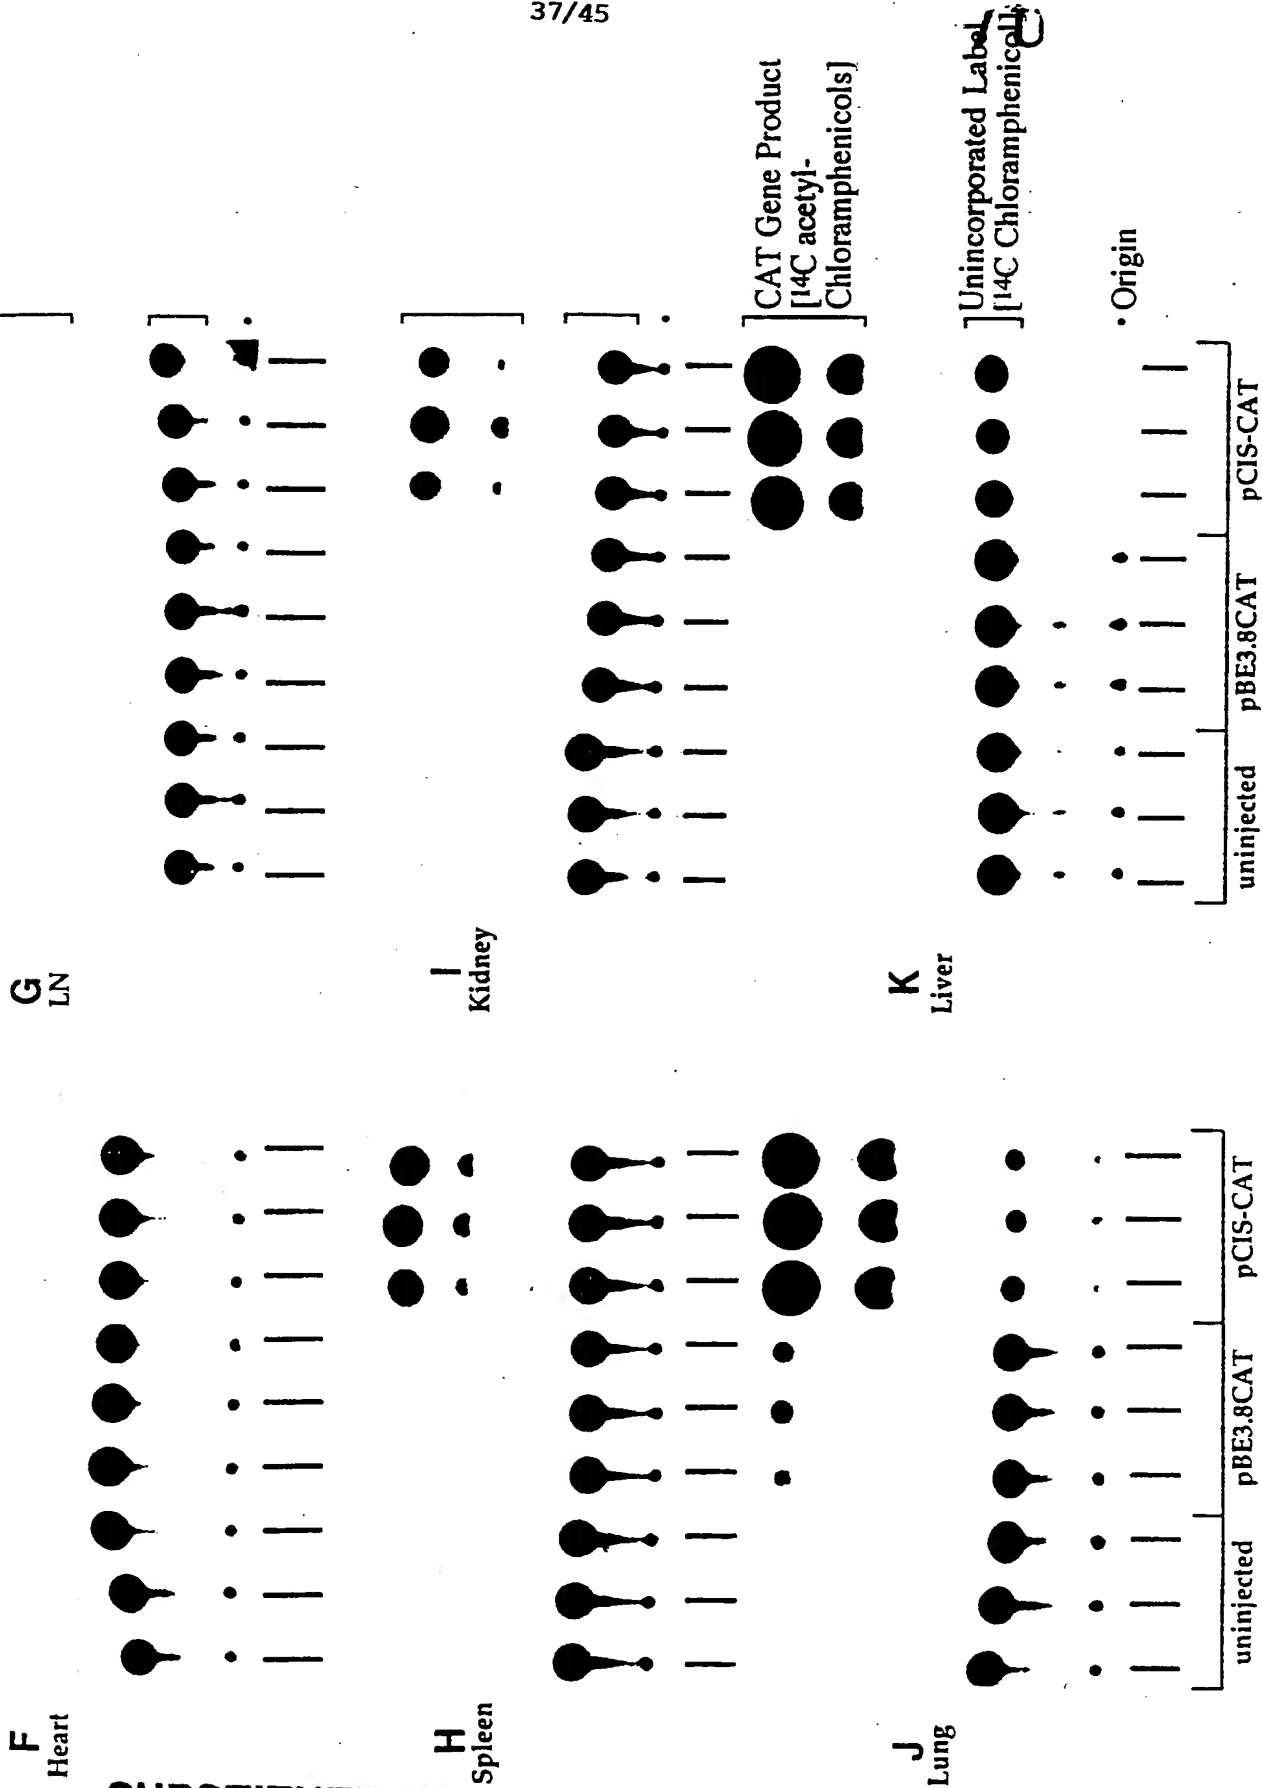 37/45
F
Heart
G
LN
H
Spleen
I
Kidney
J
Lung
CAT Gene Product
[14C acetyl-
Chloramphenicols]
K
Liver
Unincorporated Label
[14C Chloramphenicol]
• Origin
uninjected pBE3.8CAT pCIS-CAT
uninjected pBE3.8CAT pCIS-CAT